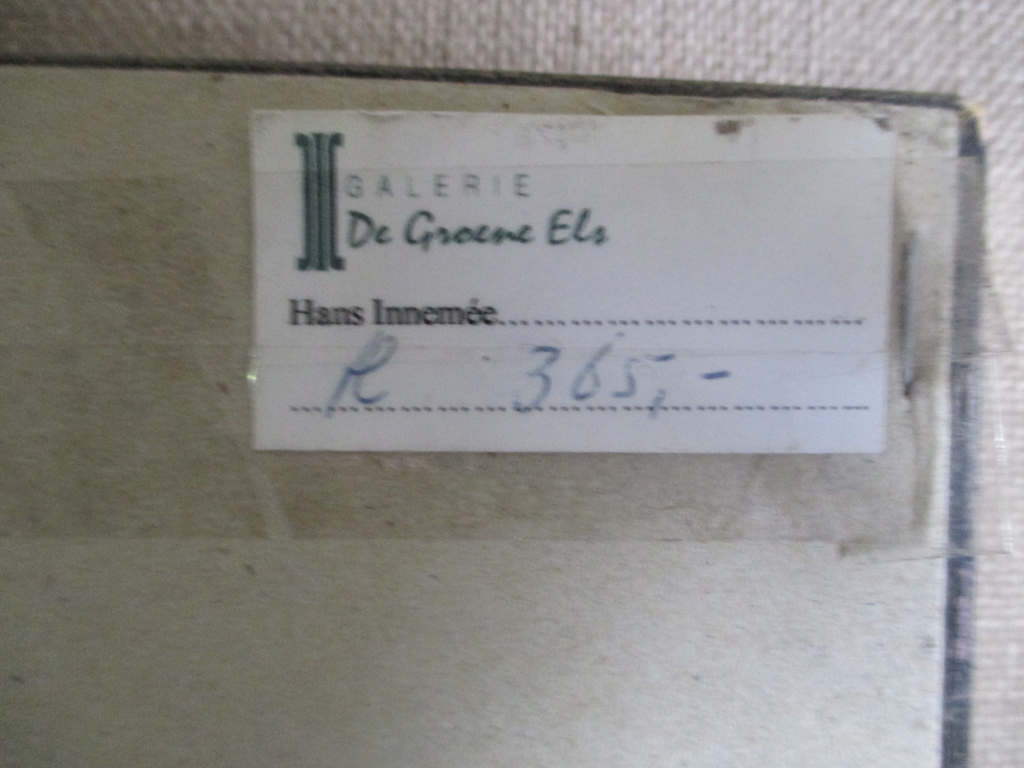 GALERIE
De Groene Els
Hans Innemée..............................
R 365,-